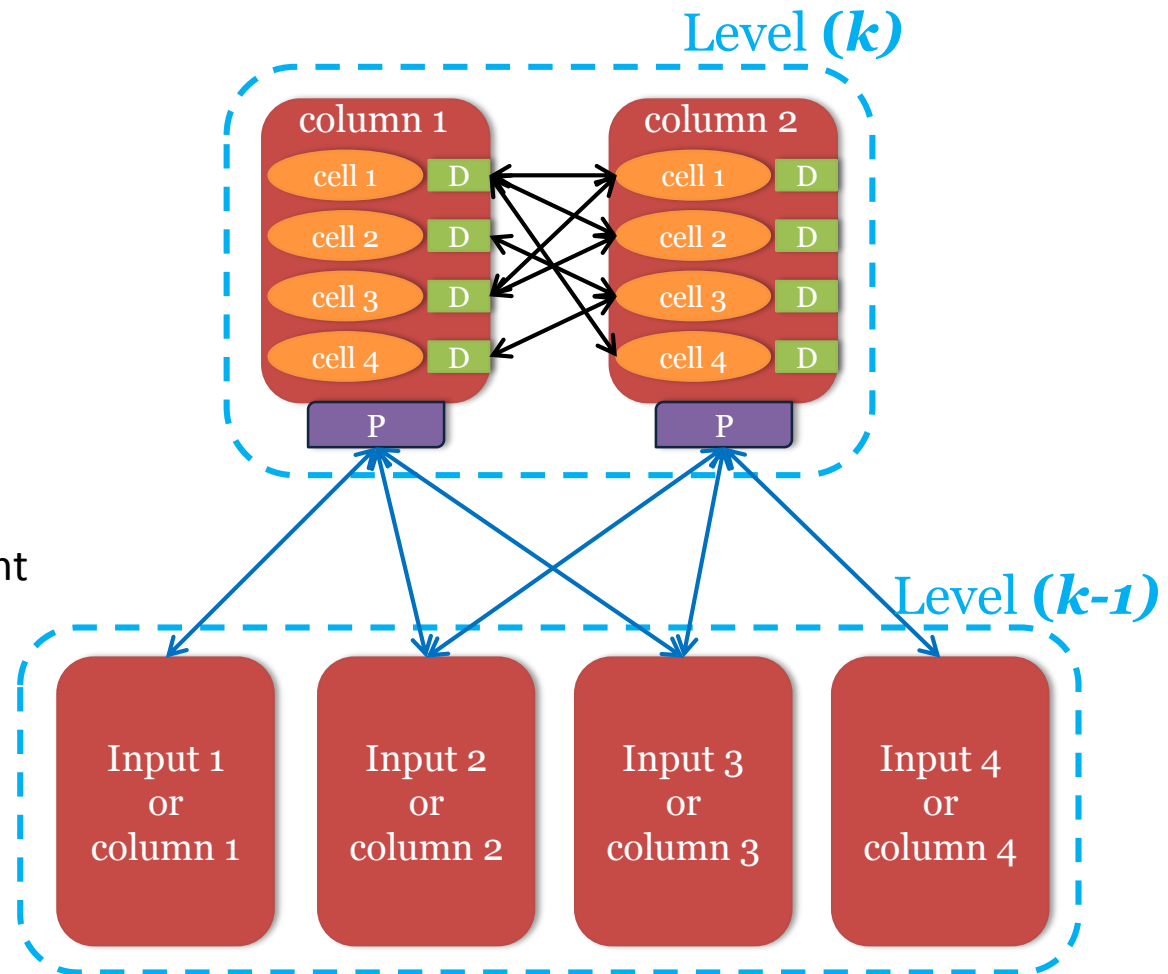 Level (k)
column 1
cell 1 D
cell 2 D
cell 3 D
cell 4 D
P
column 2
cell 1 D
cell 2 D
cell 3 D
cell 4 D
P
nt
Level (k-1)
Input 1
or
column 1
Input 2
or
column 2
Input 3
or
column 3
Input 4
or
column 4